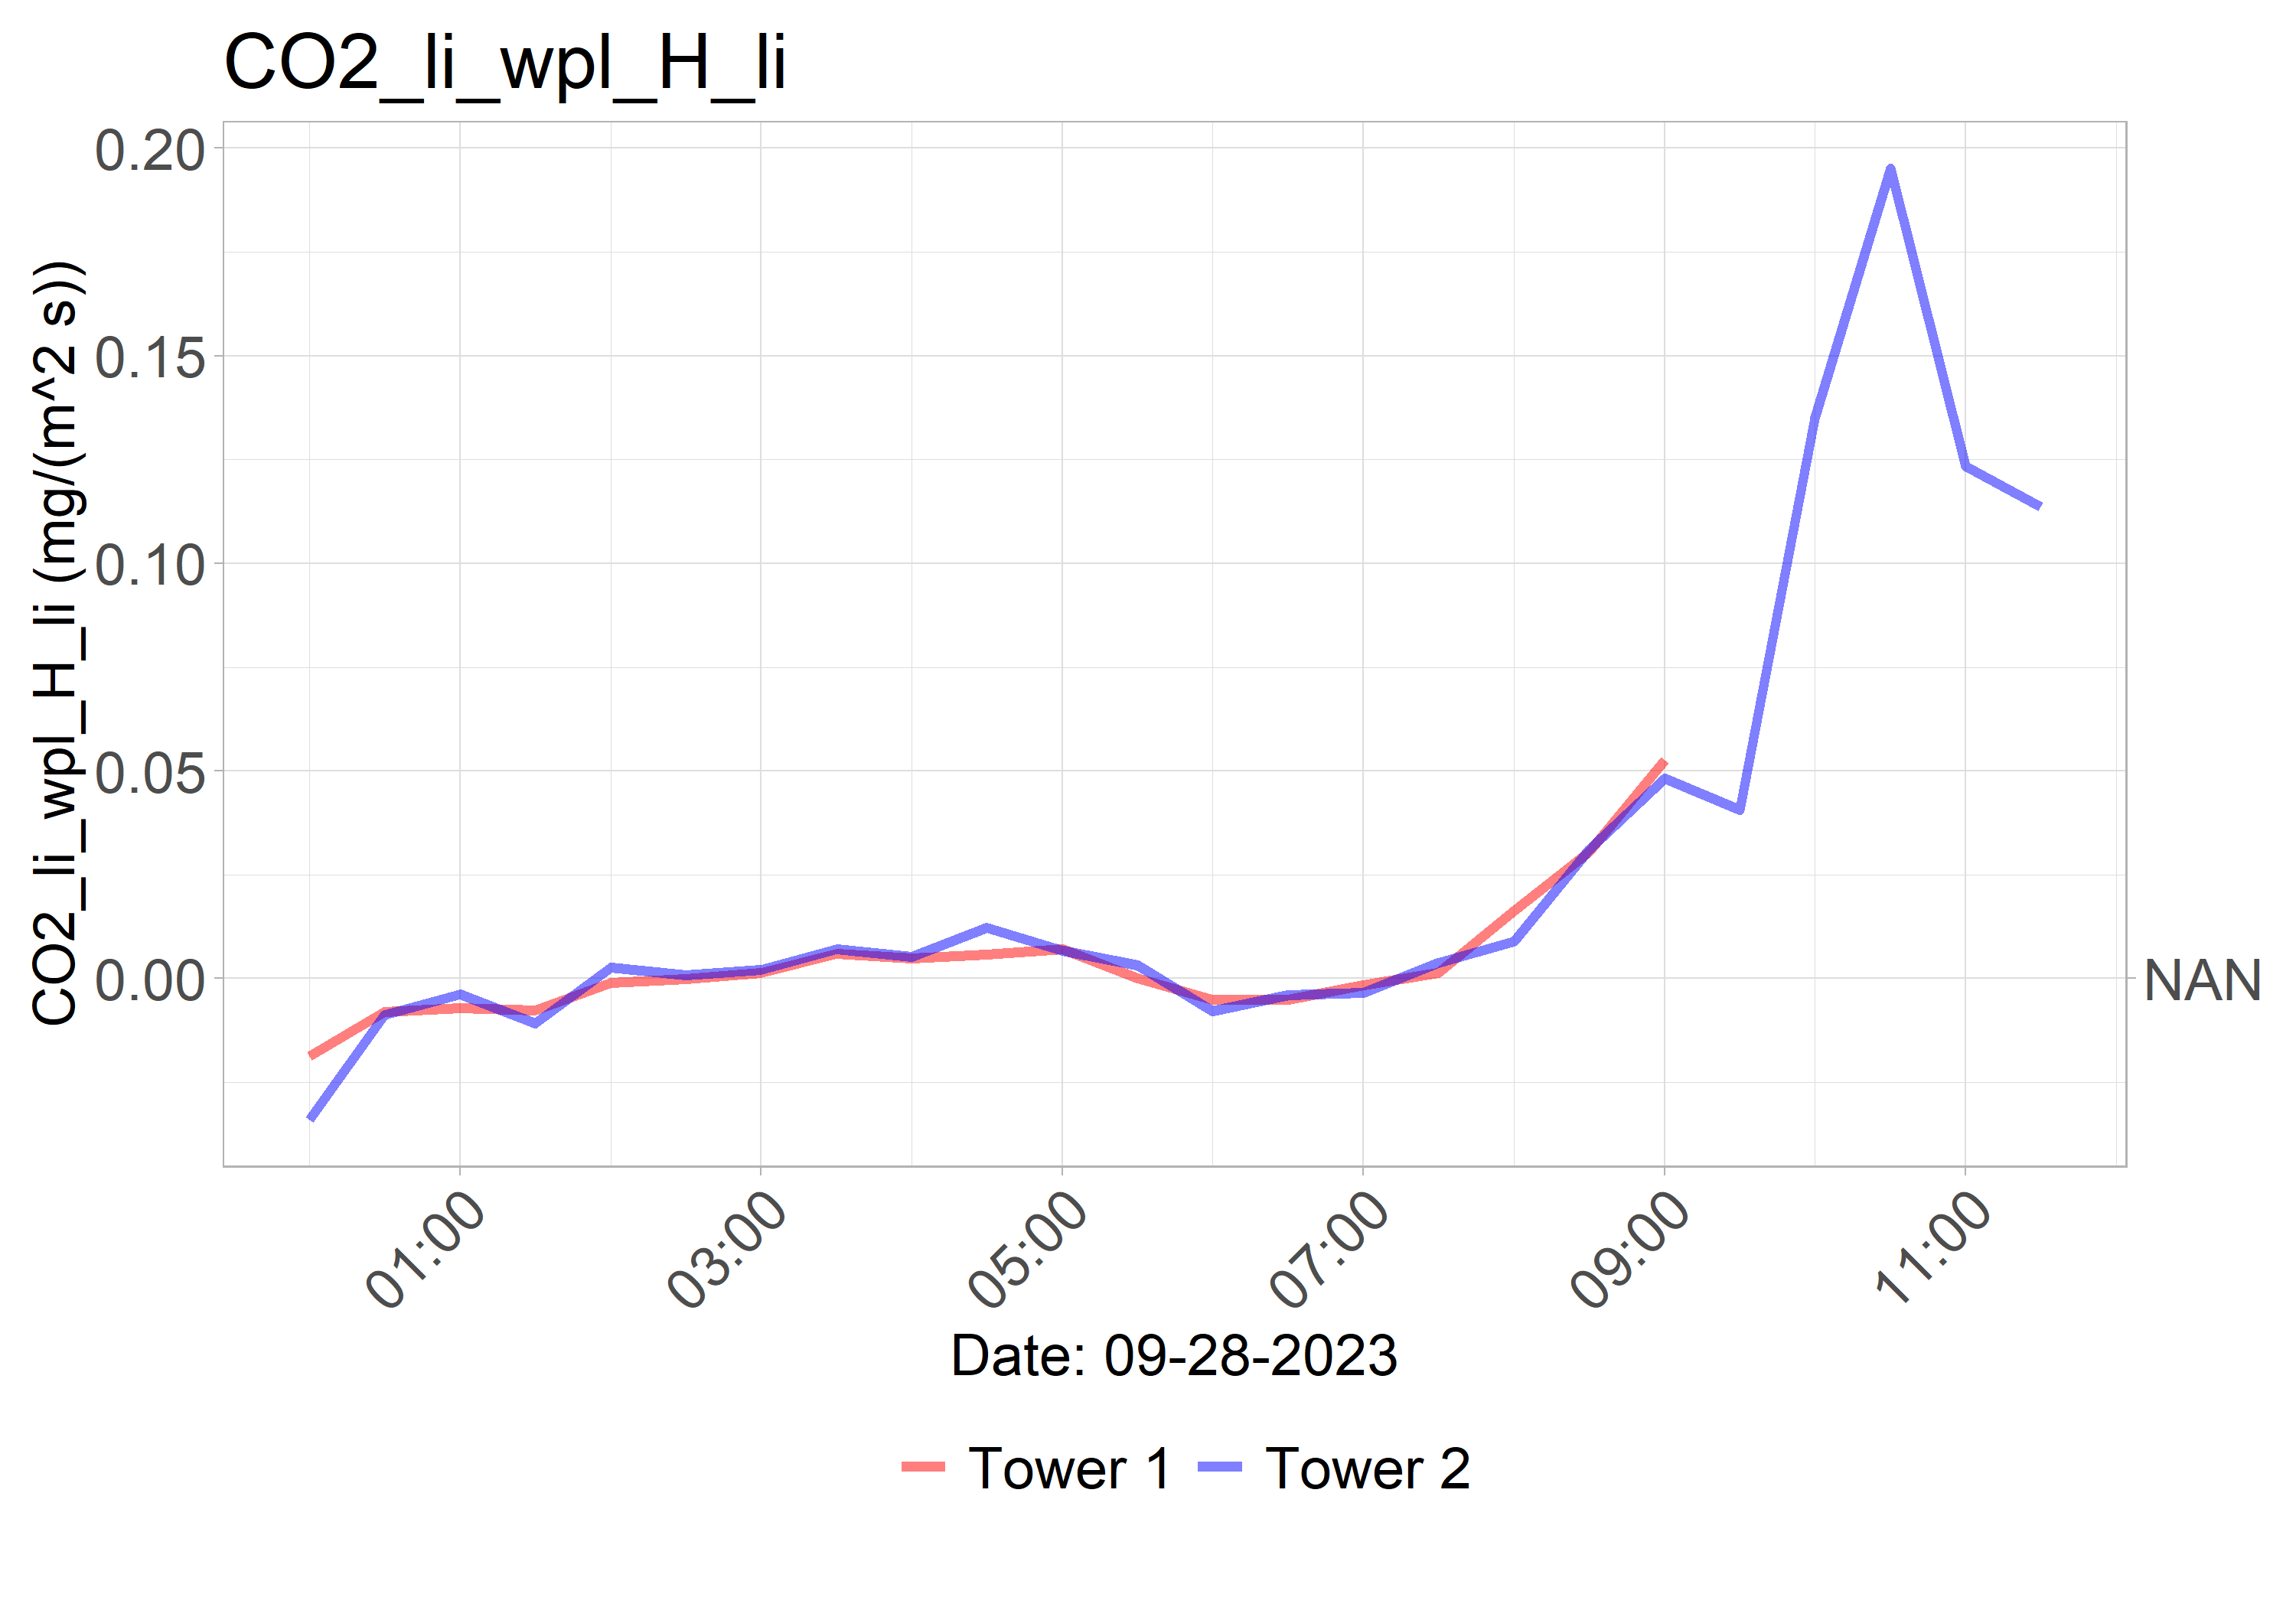 CO2_li_wpl_H_li
CO2_li_wpl_H_li (mg/(m^2 s))
0.20
0.15
0.10
0.05
0.00
NAN
01:00
03:00
05:00
07:00
09:00
11:00
Date: 09-28-2023
Tower 1
Tower 2